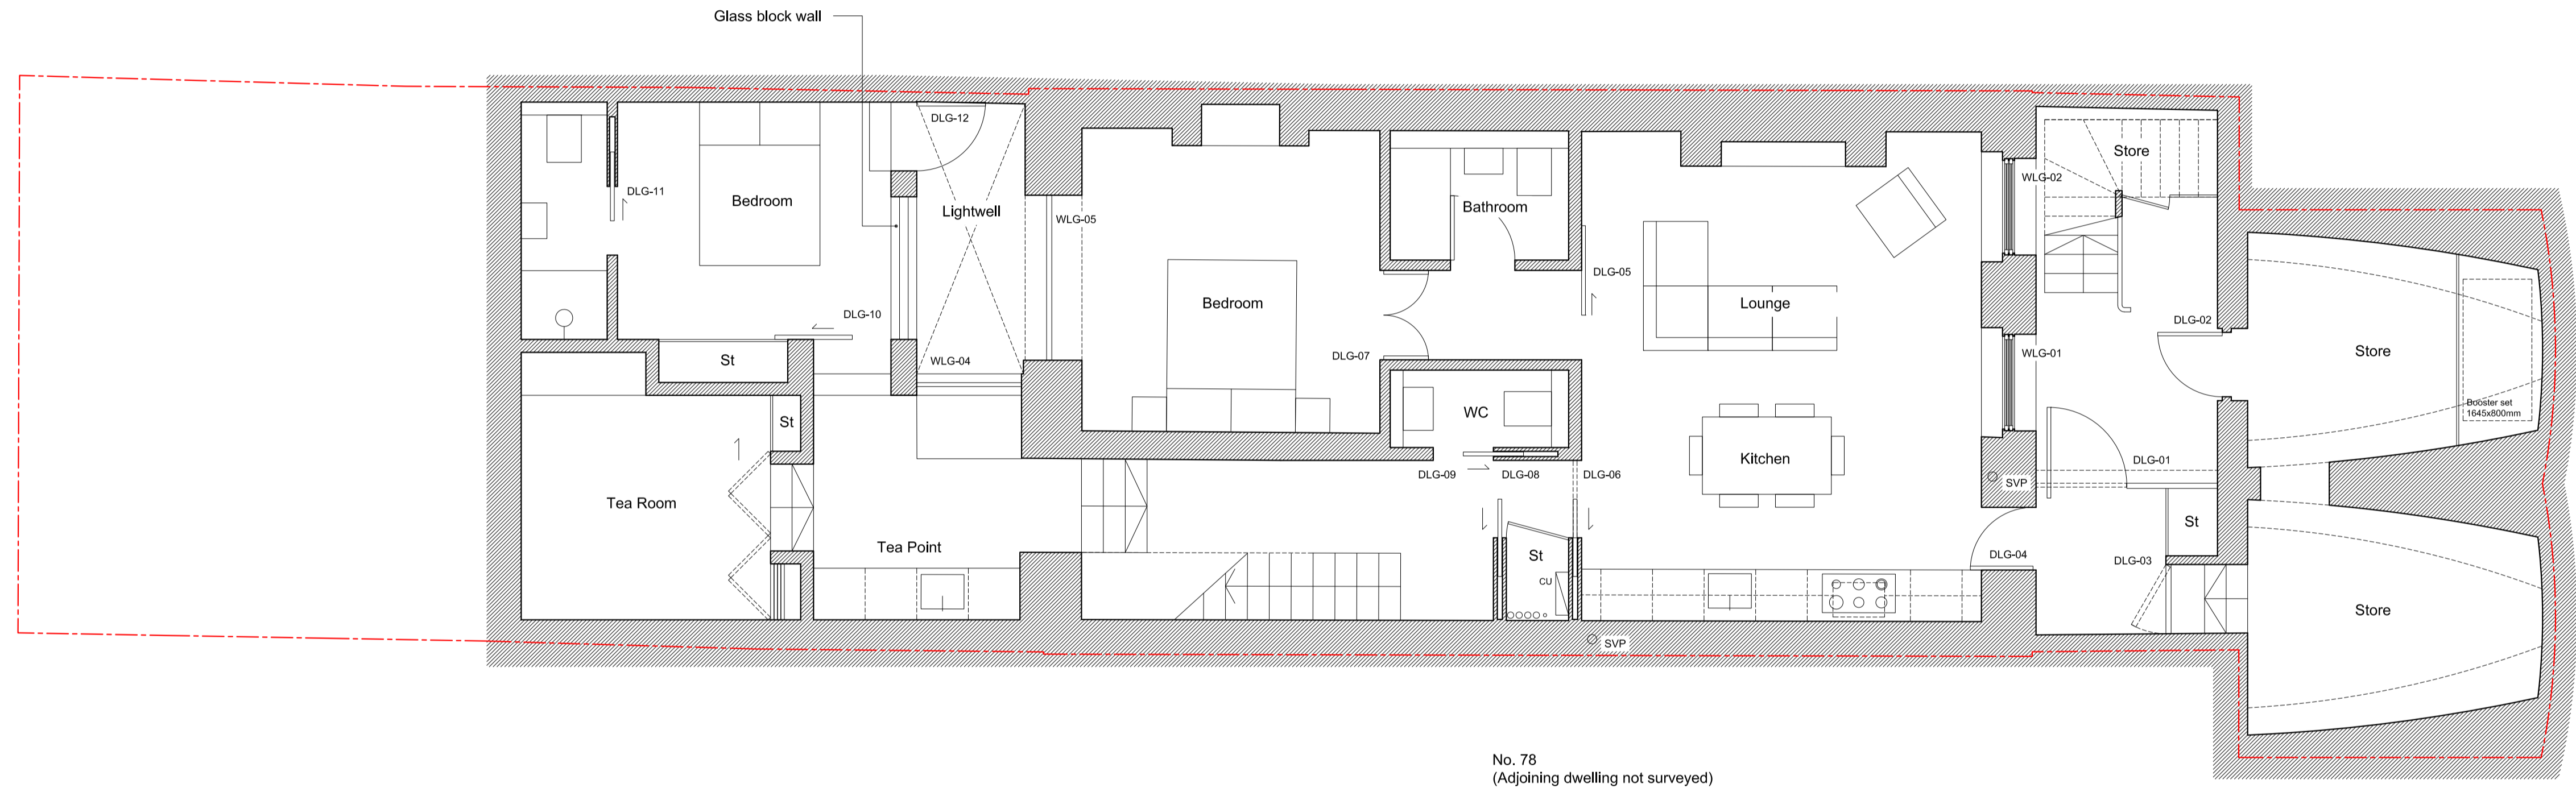 Glass block wall
DLG-12
DLG-11
Bedroom
Lightwell
WLG-05
Bathroom
WLG-02
Store
DLG-10
Bedroom
DLG-05
Lounge
DLG-02
WLG-04
St
DLG-07
WLG-01
Store
Booster set
1645x800mm
St
WC
Kitchen
DLG-01
DLG-09
DLG-08
DLG-06
SVP
Tea Room
St
Tea Point
St
CU
DLG-04
DLG-03
Store
SVP
No. 78
(Adjoining dwelling not surveyed)